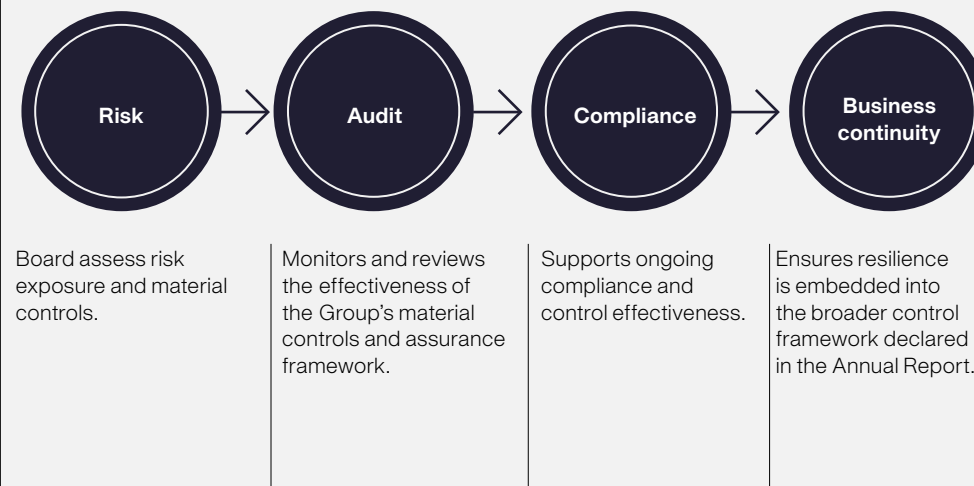 Risk
Audit
Compliance
Business
continuity
Board assess risk
exposure and material
controls.
Monitors and reviews
the effectiveness of
the Group’s material
controls and assurance
framework.
Supports ongoing
compliance and
control effectiveness.
Ensures resilience
is embedded into
the broader control
framework declared
in the Annual Report.